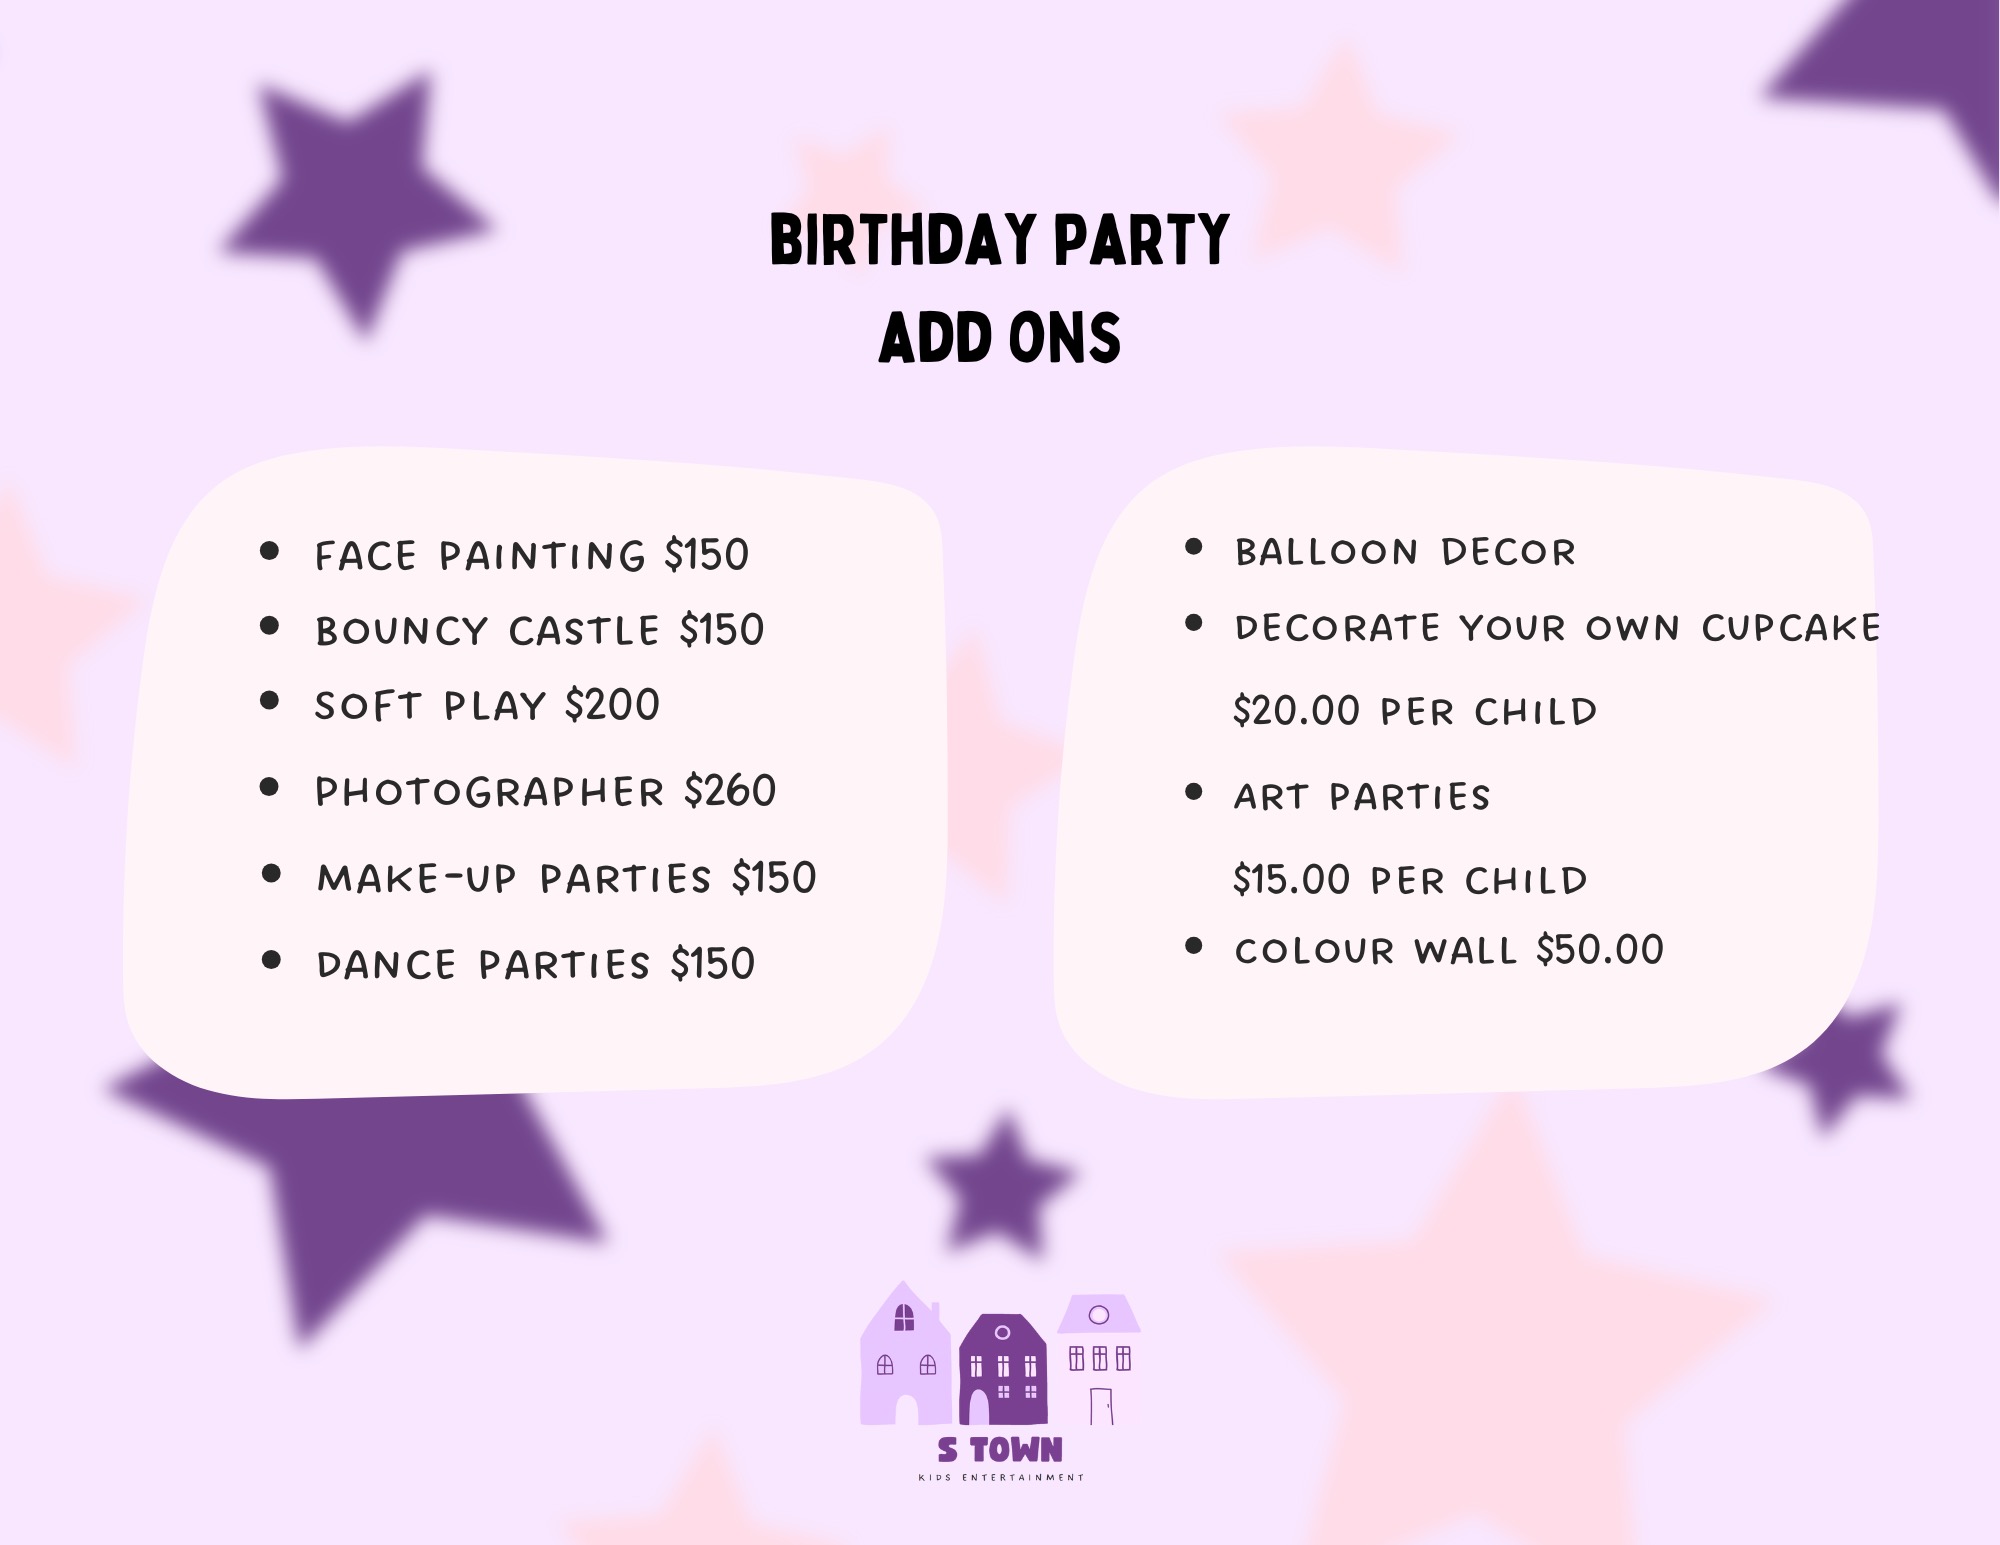 BIRTHDAY PARTY
ADD ONS
• FACE PAINTING $150
• BOUNCY CASTLE $150
• SOFT PLAY $200
• PHOTOGRAPHER $260
• MAKE-UP PARTIES $150
• DANCE PARTIES $150
• BALLOON DECOR
• DECORATE YOUR OWN CUPCAKE
$20.00 PER CHILD
• ART PARTIES
$15.00 PER CHILD
• COLOUR WALL $50.00
S TOWN
KIDS ENTERTAINMENT